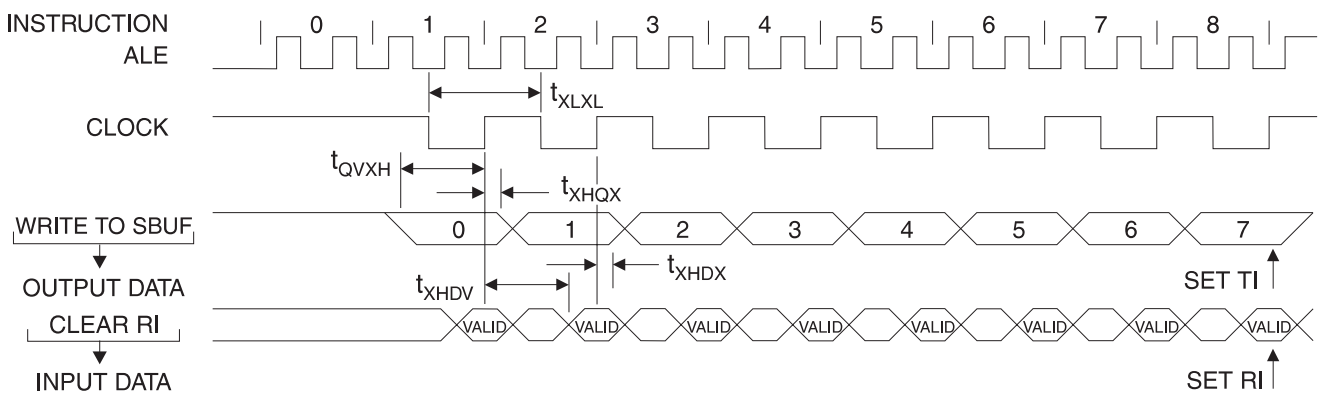 INSTRUCTION 0 1 2 3 4 5 6 7 8
ALE
tXLXL
CLOCK
tQVXH
tXHQX
WRITE TO SBUF 0 1 2 3 4 5 6 7
tXHDX
SET TI
OUTPUT DATA
tXHDV
CLEAR RI VALID VALID VALID VALID VALID VALID VALID VALID
INPUT DATA
SET RI